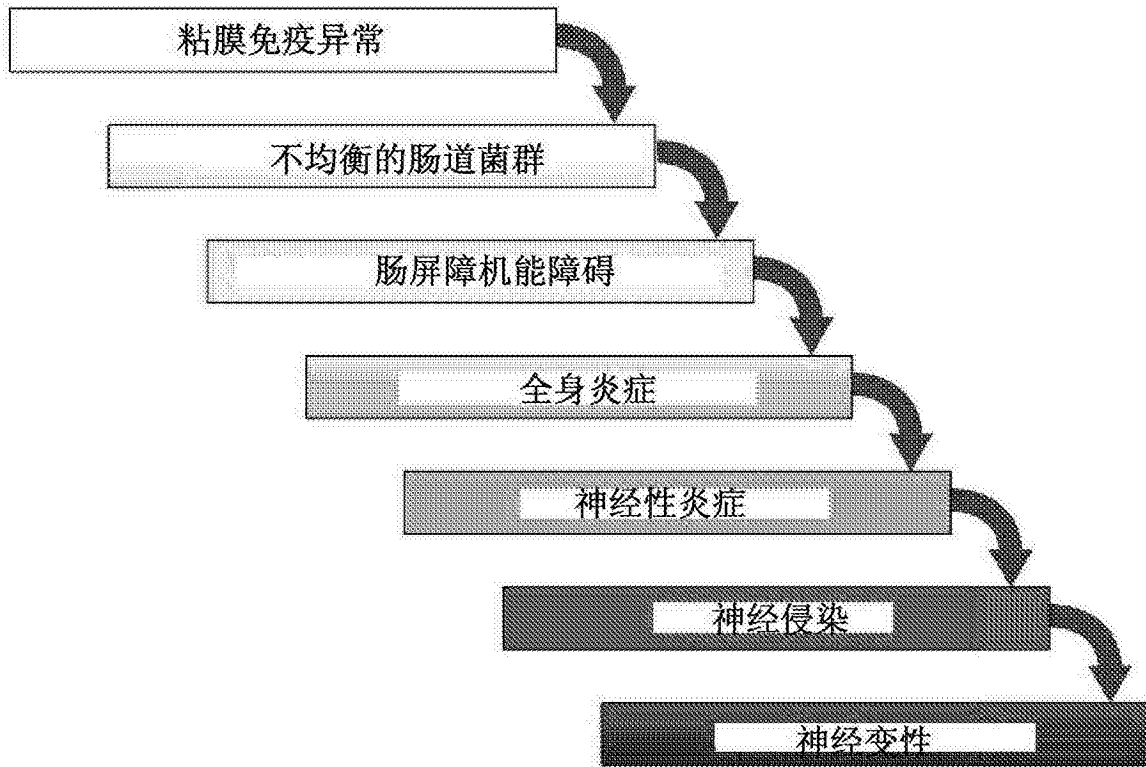 粘膜免疫异常
不均衡的肠道菌群
肠屏障机能障碍
全身炎症
神经性炎症
神经侵染
神经变性